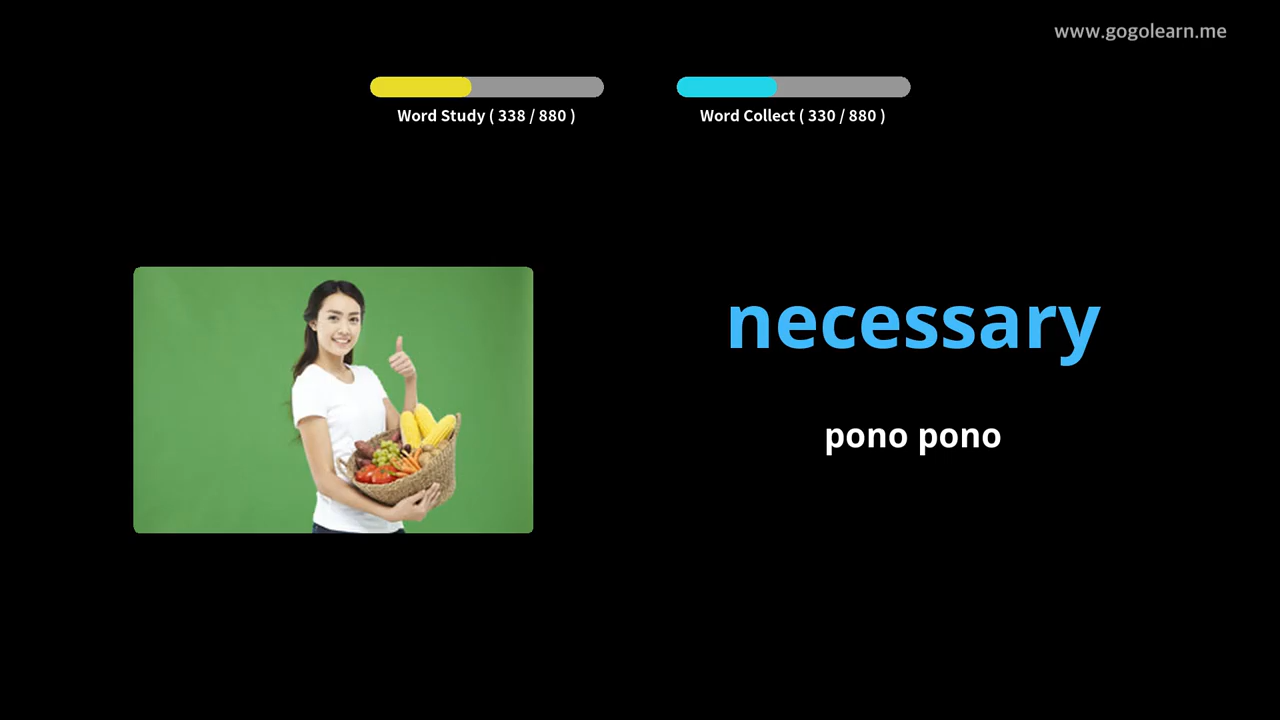 www.gogolearn.me
Word Study ( 338 / 880 )
Word Collect ( 330 / 880 )
necessary
pono pono